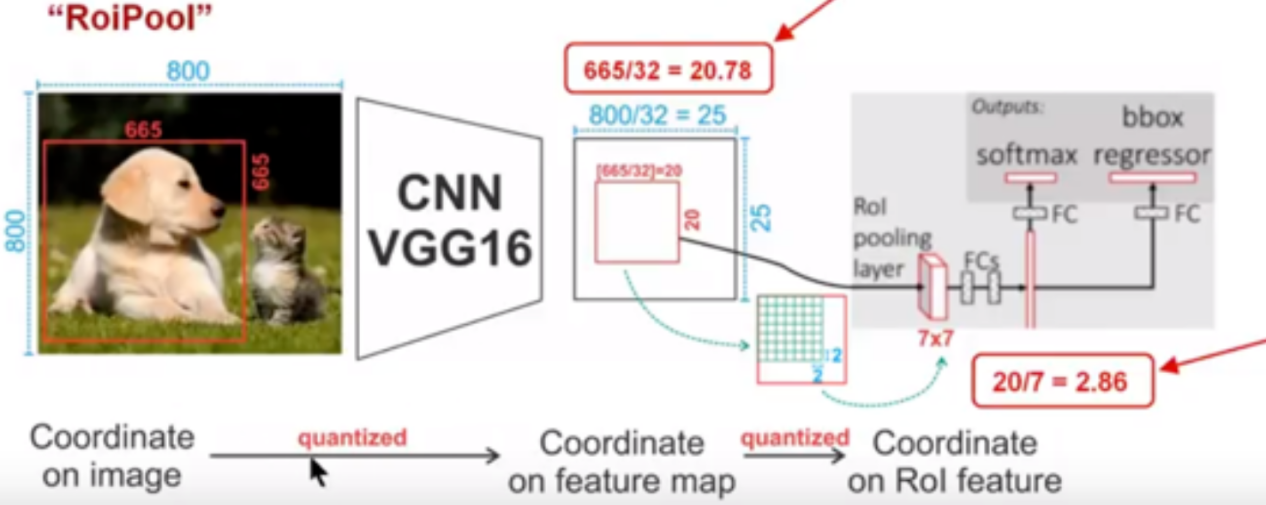 “RoiPool”
800
665
665
800
CNN
VGG16
665/32 = 20.78
800/32 = 25
[665/32]=20
20
25
2
2
Outputs:
bbox
softmax regressor
FC
FC
RoI
pooling
layer
FCs
7x7
20/7 = 2.86
Coordinate
on image
quantized
Coordinate
on feature map
quantized
Coordinate
on RoI feature